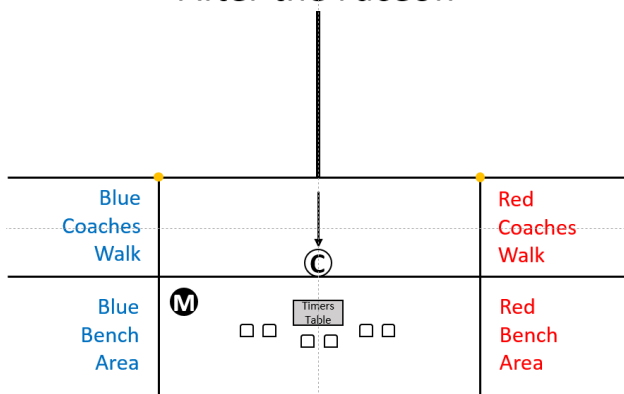 Blue
Coaches
Walk
Red
Coaches
Walk
C
Blue
Bench
Area
M
Timers
Table
Red
Bench
Area